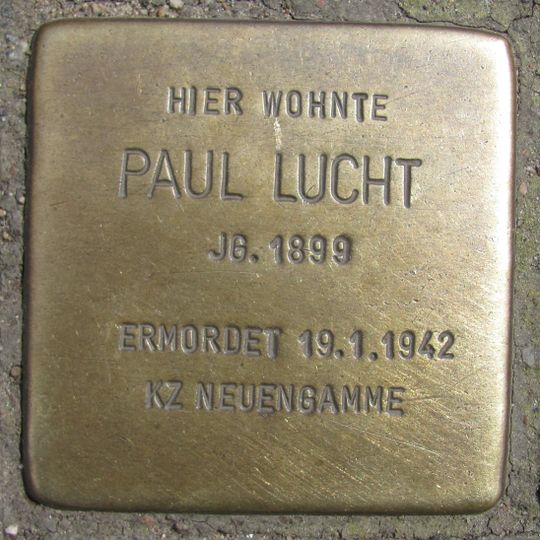 HIER WOHNTE
PAUL LUCHT
JG. 1899
ERMORDET 19.1.1942
KZ NEUENGAMME